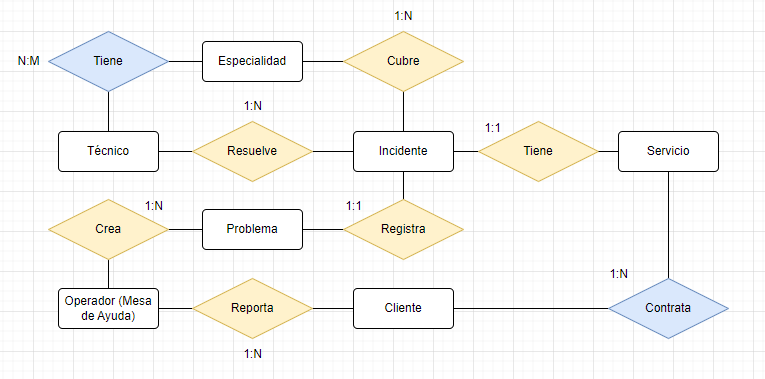 1:N
N:M
Tiene
Especialidad
Cubre
1:N
1:1
Técnico
Resuelve
Incidente
Tiene
Servicio
1:N
1:1
Crea
Problema
Registra
1:N
Operador (Mesa
de Ayuda)
Reporta
Cliente
Contrata
1:N